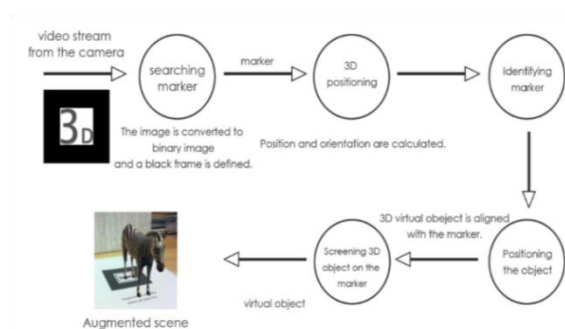 video stream
from the camera
searching
marker
marker
3D
positioning
Identifying
marker
3D
The image is converted to
binary image
and a black frame is defined.
Position and orientation are calculated.
3D virtual obeject is aligned
with the marker.
Positioning
the object
Screening 3D
object on the
marker
virtual object
Augmented scene